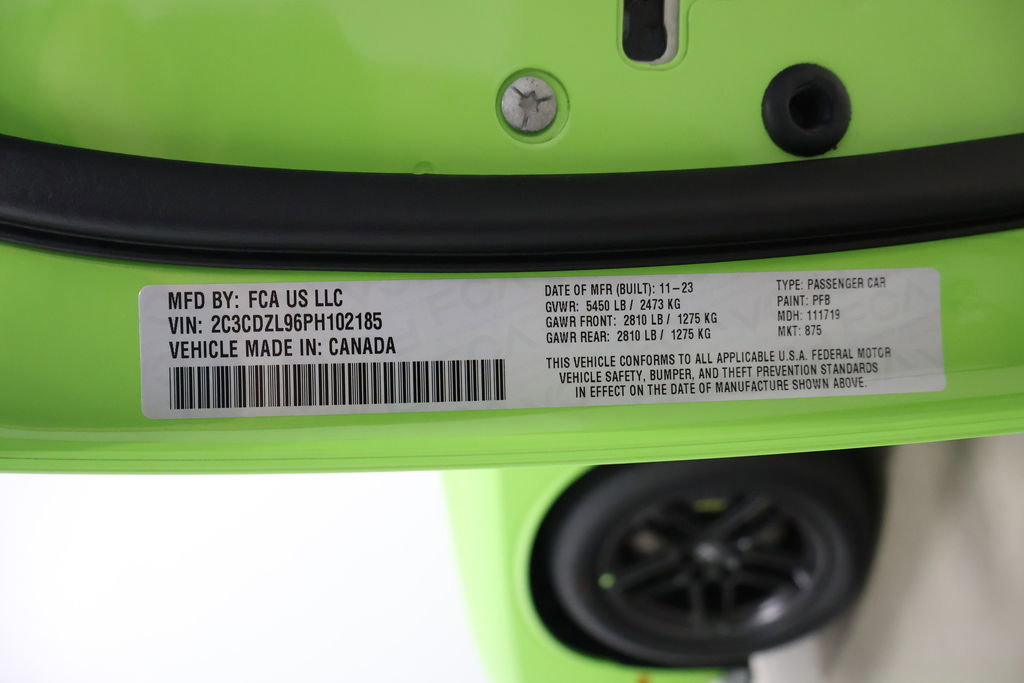 MFD BY: FCA US LLC
VIN: 2C3CDZL96PH102185
VEHICLE MADE IN: CANADA
DATE OF MFR (BUILT): 11-23
GVWR: 5450 LB / 2473 KG
GAWR FRONT: 2810 LB / 1275 KG
GAWR REAR: 2810 LB / 1275 KG
TYPE: PASSENGER CAR
PAINT: PFB
MDH: 111719
MKT: 875
THIS VEHICLE CONFORMS TO ALL APPLICABLE U.S.A. FEDERAL MOTOR
VEHICLE SAFETY, BUMPER, AND THEFT PREVENTION STANDARDS
IN EFFECT ON THE DATE OF MANUFACTURE SHOWN ABOVE.